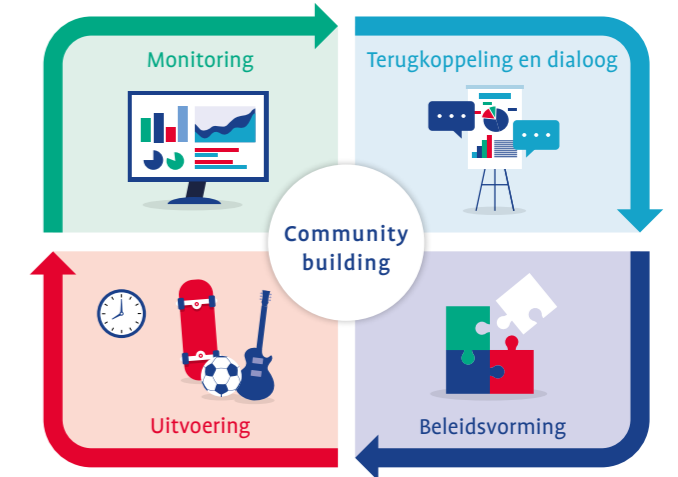 Monitoring
Terugkoppeling en dialoog
Community
building
Uitvoering
Beleidsvorming